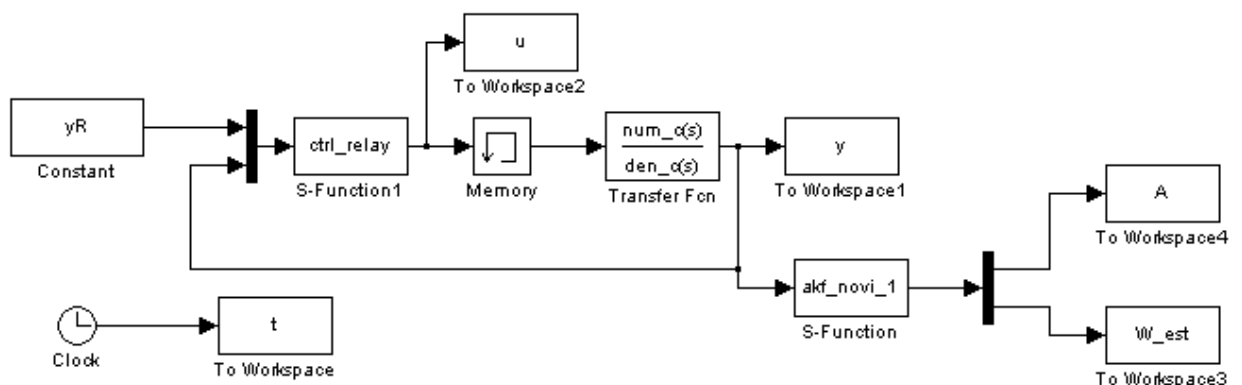 u
To Workspace2
yR
Constant
ctrl_relay
S-Function1
Memory
num_c(s)
den_c(s)
Transfer Fcn
y
To Workspace1
A
To Workspace4
akf_novi_1
S-Function
W_est
To Workspace3
Clock
t
To Workspace